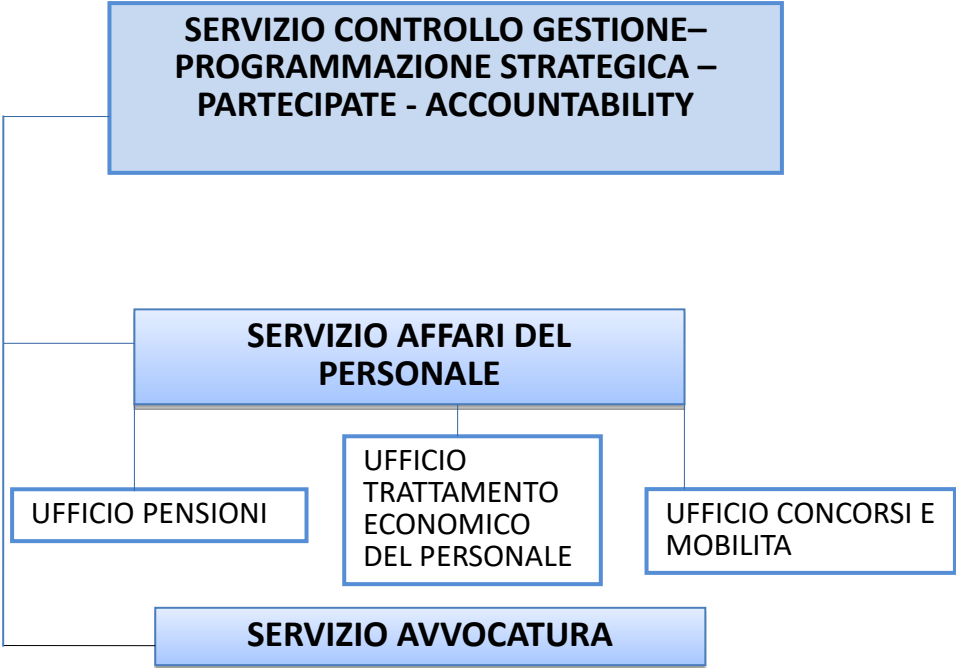 SERVIZIO CONTROLLO GESTIONE–
PROGRAMMAZIONE STRATEGICA –
PARTECIPATE - ACCOUNTABILITY
SERVIZIO AFFARI DEL
PERSONALE
UFFICIO PENSIONI
UFFICIO
TRATTAMENTO
ECONOMICO
DEL PERSONALE
UFFICIO CONCORSI E
MOBILITA
SERVIZIO AVVOCATURA